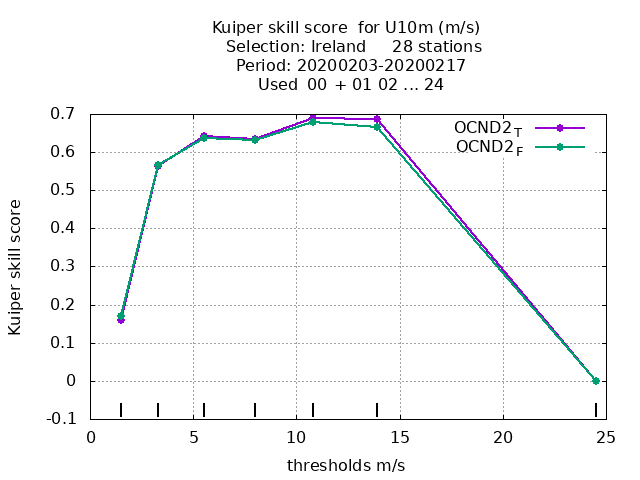 Kuiper skill score for U10m (m/s)
Selection: Ireland 28 stations
Period: 20200203-20200217
Used 00 + 01 02 ... 24
OCND2T
OCND2F
Kuiper skill score
0.7
0.6
0.5
0.4
0.3
0.2
0.1
0
-0.1
0 5 10 15 20 25
thresholds m/s